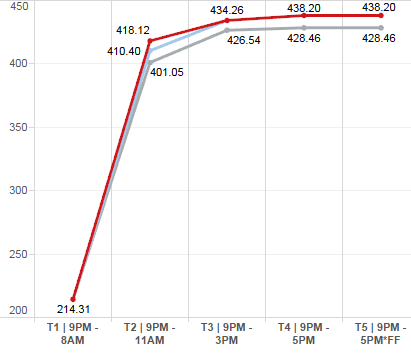 450
400
350
300
250
200
418.12
410.40
401.05
434.26
426.54
438.20
428.46
438.20
428.46
214.31
T1 | 9PM -
8AM
T2 | 9PM -
11AM
T3 | 9PM -
3PM
T4 | 9PM -
5PM
T5 | 9PM -
5PM*FF